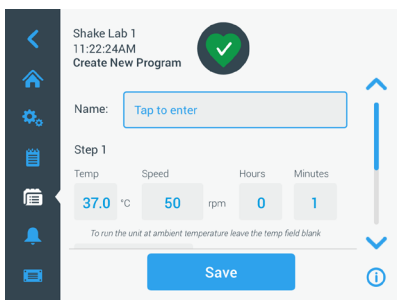 Shake Lab 1
11:22:24AM
Create New Program
Name: Tap to enter
Step 1
Temp Speed Hours Minutes
37.0 °C 50 rpm 0 1
To run the unit at ambient temperature leave the temp field blank
Save